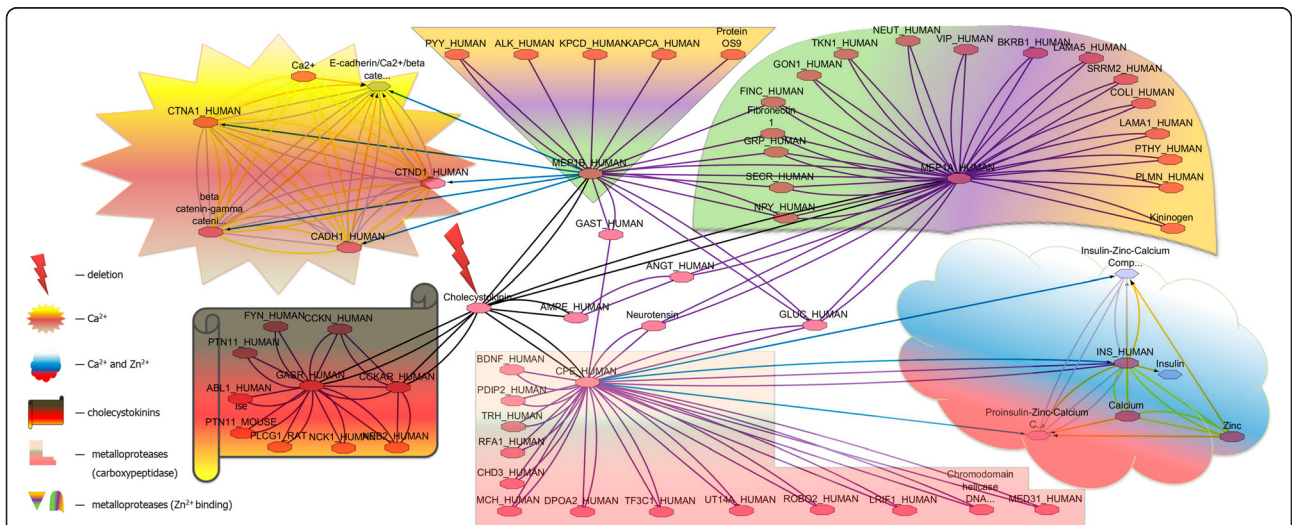 PYY_HUMAN
ALK_HUMAN
KPCD_HUMAN
KAPCA_HUMAN
Protein
OS9
NEUT_HUMAN
TKN1_HUMAN
VIP_HUMAN
BKRB1_HUMAN
LAMA5_HUMAN
GON1_HUMAN
SRRM2_HUMAN
FINC_HUMAN
COLI_HUMAN
Fibronectin
1
LAMA1_HUMAN
GRP_HUMAN
PTHY_HUMAN
SECR_HUMAN
MEP1A_HUMAN
PLMN_HUMAN
NPY_HUMAN
Kininogen
Ca2+
E-cadherin/Ca2+/beta
cate...
CTNA1_HUMAN
CTND1_HUMAN
beta
catenin-gamma
cateni...
CADH1_HUMAN
MEP1B_HUMAN
GAST_HUMAN
ANGT_HUMAN
Cholecystokinin
AMPE_HUMAN
Neurotensin
GLUC_HUMAN
Insulin-Zinc-Calcium
Comp...
INS_HUMAN
Insulin
Calcium
Proinsulin-Zinc-Calcium
C...
Zinc
— deletion
— Ca2+
— Ca2+ and Zn2+
— cholecystokinins
— metalloproteases
(carboxypeptidase)
— metalloproteases (Zn2+ binding)
FYN_HUMAN
CCKN_HUMAN
PTN11_HUMAN
GASR_HUMAN
CCKAR_HUMAN
ABL1_HUMAN
ise
PTN11_MOUSE
PLCG1_RAT
NCK1_HUMAN
BDNF_HUMAN
CPE_HUMAN
PDIP2_HUMAN
TRH_HUMAN
RFA1_HUMAN
CHD3_HUMAN
MCH_HUMAN
DPOA2_HUMAN
TF3C1_HUMAN
UT14A_HUMAN
ROBO2_HUMAN
LRIF1_HUMAN
Chromodomain
helicase
DNA...
MED31_HUMAN